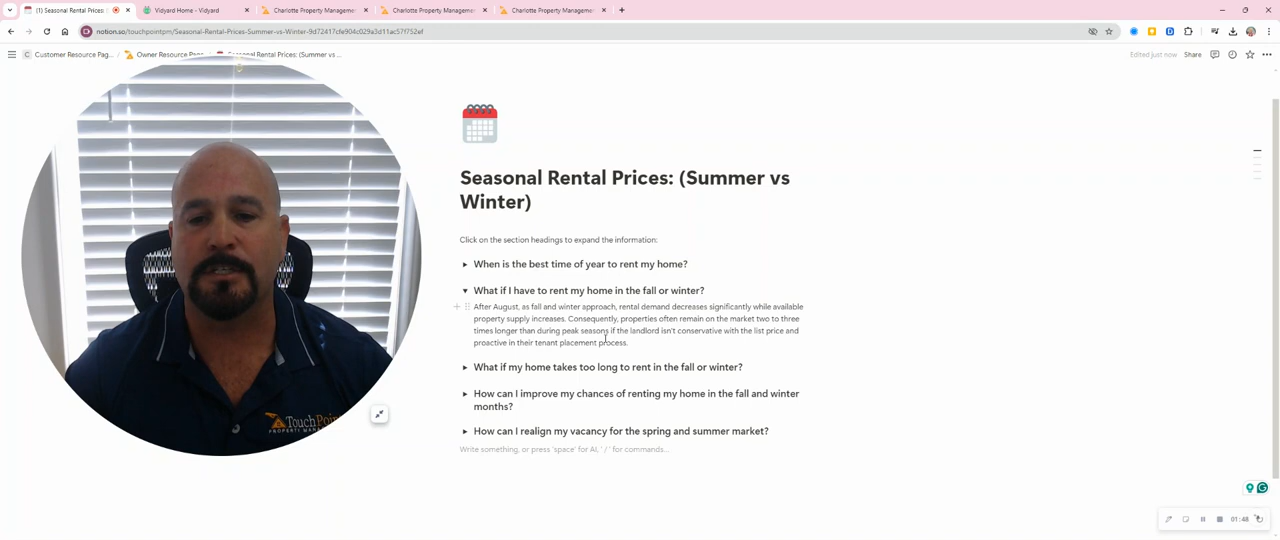 (1) Seasonal Rental Prices:
Vidyard Home - Vidyard
Charlotte Property Manageme
Charlotte Property Manageme
Charlotte Property Manageme
notion.so/touchpointpm/Seasonal-Rental-Prices-Summer-vs-Winter-9d72417cfe904c029a3d11ac57f752ef
Customer Resource Pag... / Owner Resource Page / Seasonal Rental Prices: (Summer vs ...
Edited just now Share
Seasonal Rental Prices: (Summer vs
Winter)
Click on the section headings to expand the information:
When is the best time of year to rent my home?
What if I have to rent my home in the fall or winter?
After August, as fall and winter approach, rental demand decreases significantly while available
property supply increases. Consequently, properties often remain on the market two to three
times longer than during peak seasons if the landlord isn't conservative with the list price and
proactive in their tenant placement process.
What if my home takes too long to rent in the fall or winter?
How can I improve my chances of renting my home in the fall and winter
months?
How can I realign my vacancy for the spring and summer market?
Write something, or press 'space' for AI, '/' for commands...
TouchPoint
01:48